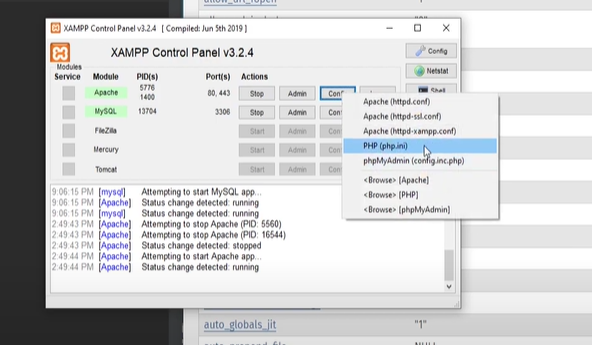 XAMPP Control Panel v3.2.4 [ Compiled: Jun 5th 2019 ]
XAMPP Control Panel v3.2.4
Config
Netstat
Shell
Modules
Service Module PID(s) Port(s) Actions
Apache 5776 1400 80, 443 Stop Admin
MySQL 13704 3306 Stop Admin
FileZilla Start Admin
Mercury Start Admin
Tomcat Start Admin
Apache (httpd.conf)
Apache (httpd-ssl.conf)
Apache (httpd-xampp.conf)
PHP (php.ini)
phpMyAdmin (config.inc.php)
<Browse> [Apache]
<Browse> [PHP]
<Browse> [phpMyAdmin]
9:06:15 PM [mysql] Attempting to start MySQL app...
9:06:15 PM [Apache] Status change detected: running
9:06:15 PM [mysql] Status change detected: running
2:49:43 PM [Apache] Attempting to stop Apache (PID: 5560)
2:49:43 PM [Apache] Attempting to stop Apache (PID: 16544)
2:49:43 PM [Apache] Status change detected: stopped
2:49:44 PM [Apache] Attempting to start Apache app...
2:49:44 PM [Apache] Status change detected: running
auto_globals_jit "1"